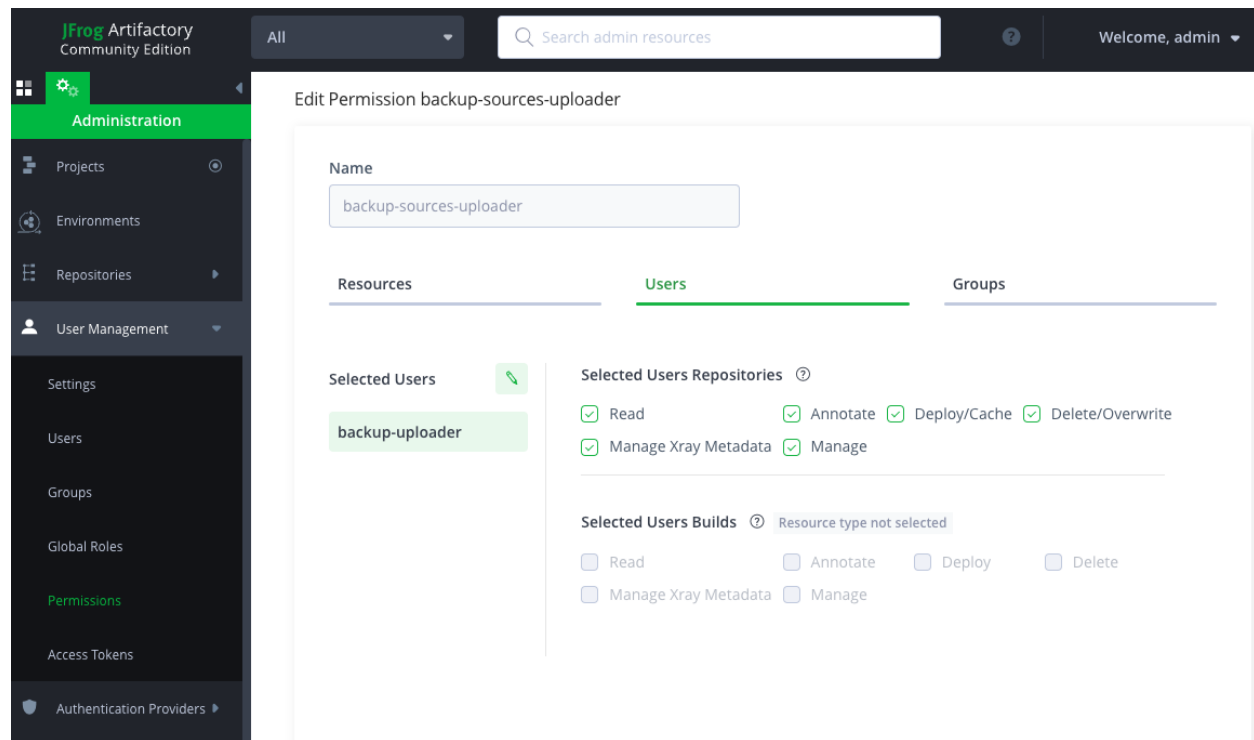 JFrog Artifactory
Community Edition
All
Search admin resources
Welcome, admin
Administration
Projects
Environments
Repositories
User Management
Settings
Users
Groups
Global Roles
Permissions
Access Tokens
Authentication Providers
Edit Permission backup-sources-uploader
Name
backup-sources-uploader
Resources
Users
Groups
Selected Users
backup-uploader
Selected Users Repositories ?
Read Annotate Deploy/Cache Delete/Overwrite
Manage Xray Metadata Manage
Selected Users Builds ? Resource type not selected
Read Annotate Deploy Delete
Manage Xray Metadata Manage